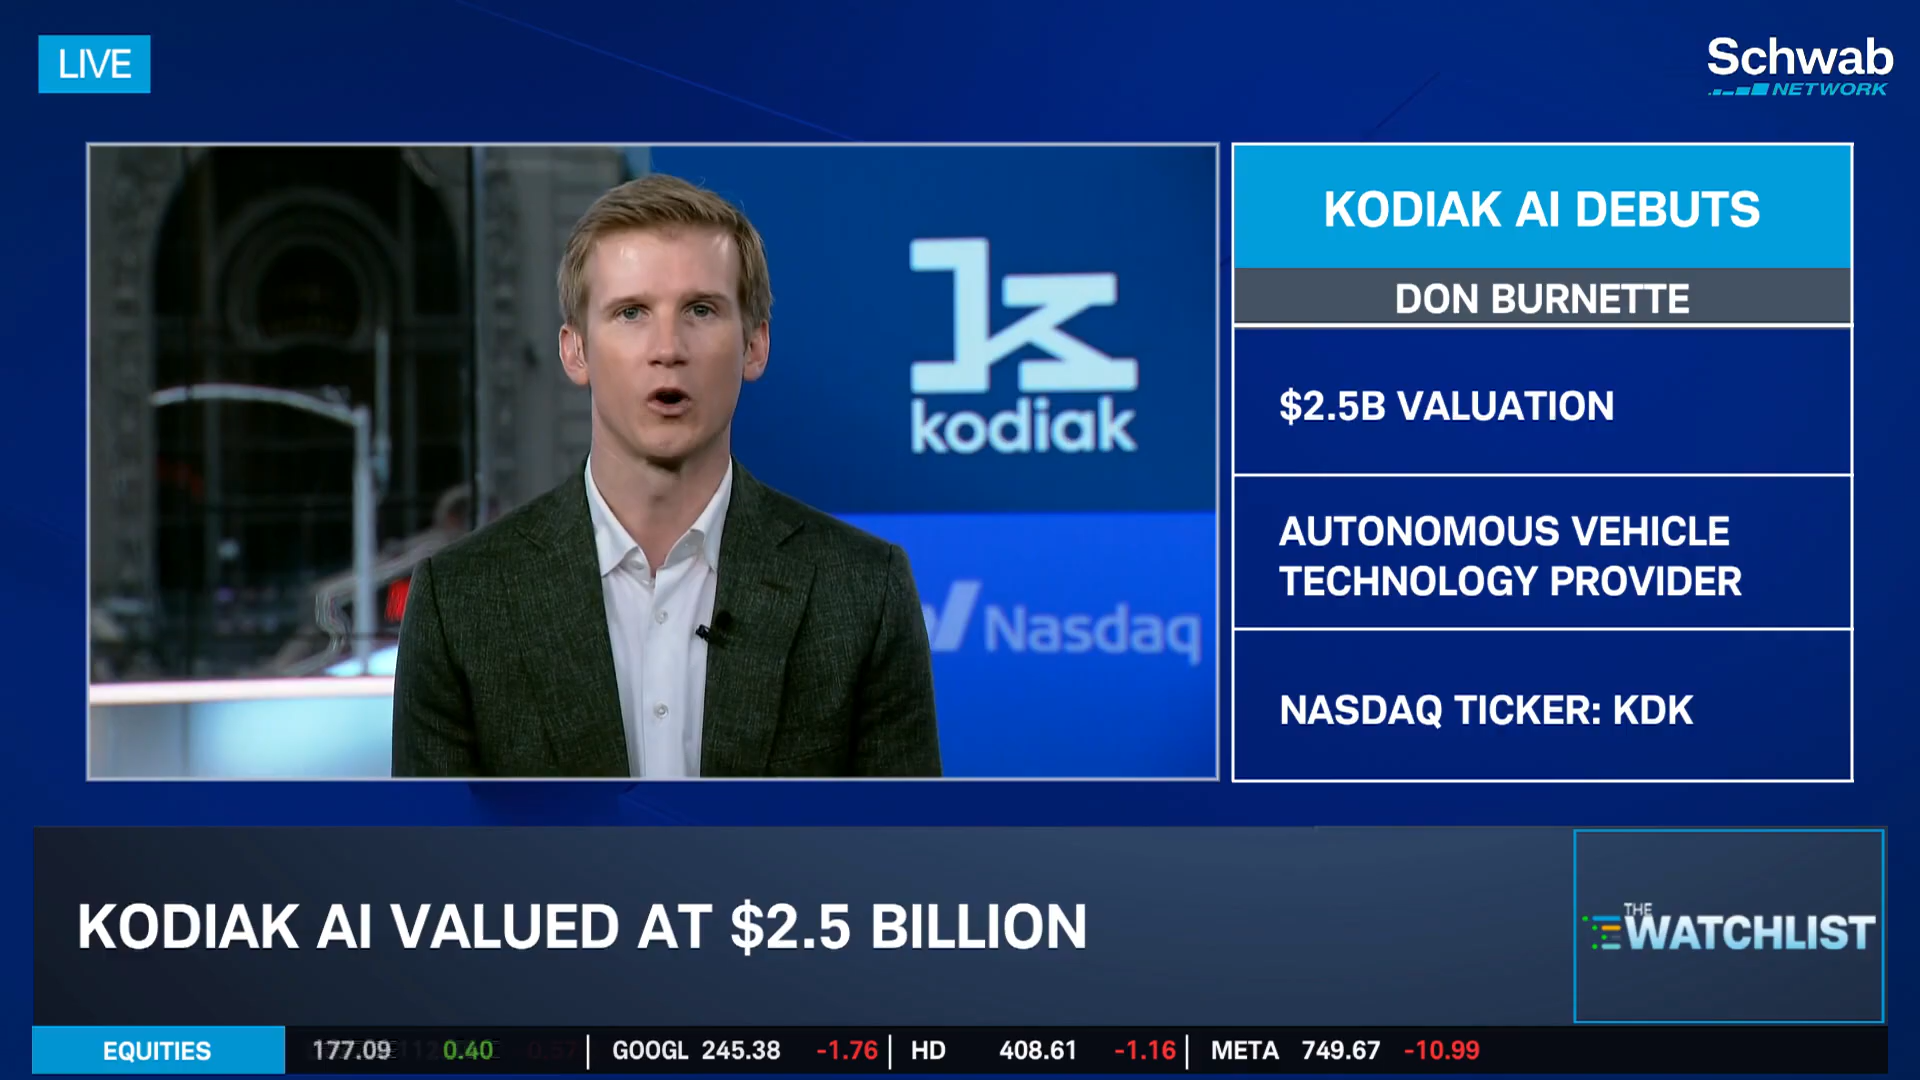 LIVE
Schwab
NETWORK
kodiak
Nasdaq
KODIAK AI DEBUTS
DON BURNETTE
$2.5B VALUATION
AUTONOMOUS VEHICLE
TECHNOLOGY PROVIDER
NASDAQ TICKER: KDK
KODIAK AI VALUED AT $2.5 BILLION
THE
WATCHLIST
EQUITIES 177.09 0.40 GOOGL 245.38 -1.76 HD 408.61 -1.16 META 749.67 -10.99